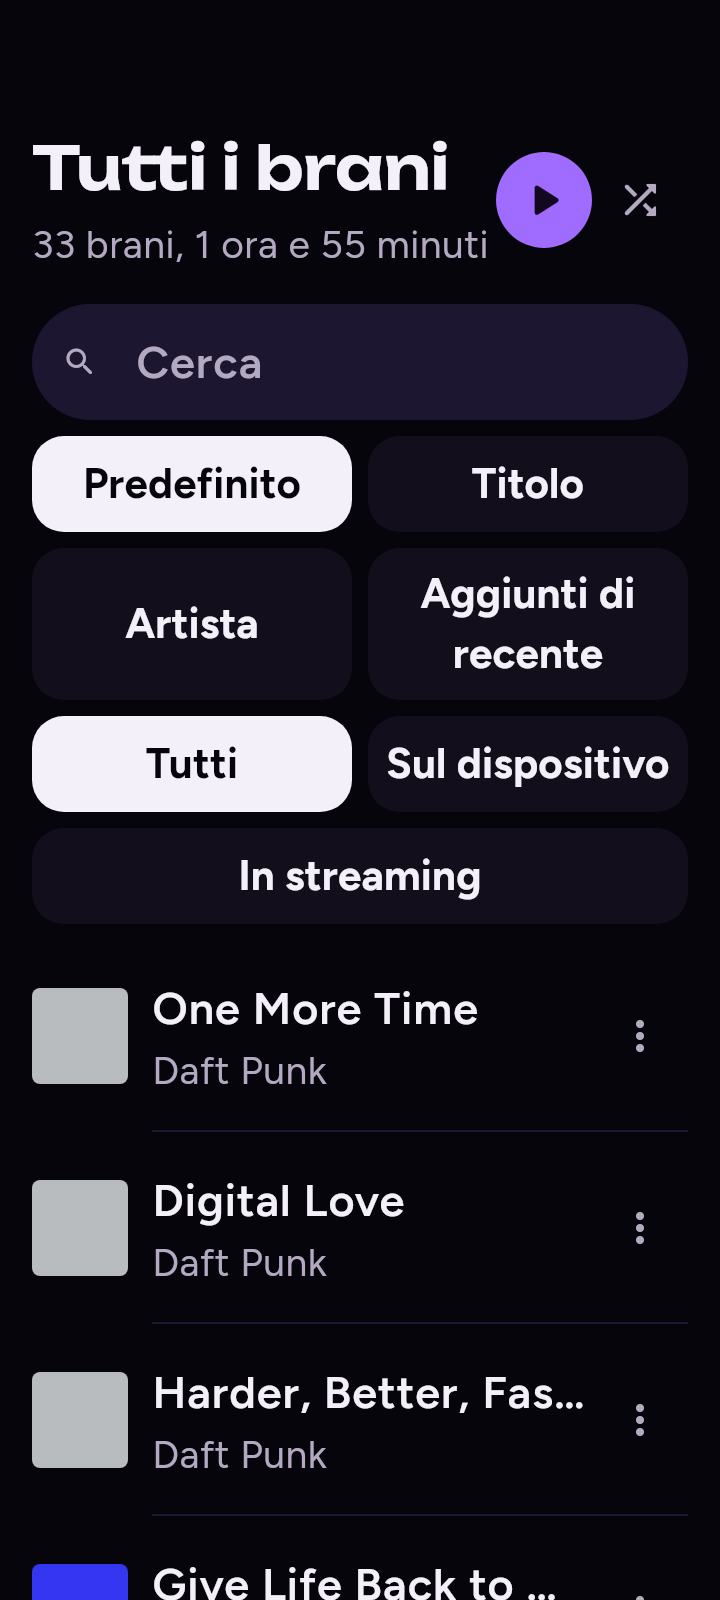 Tutti i brani
33 brani, 1 ora e 55 minuti
Cerca
Predefinito
Titolo
Artista
Aggiunti di
recente
Tutti
Sul dispositivo
In streaming
One More Time
Daft Punk
Digital Love
Daft Punk
Harder, Better, Fas...
Daft Punk
Give Life Back to ...